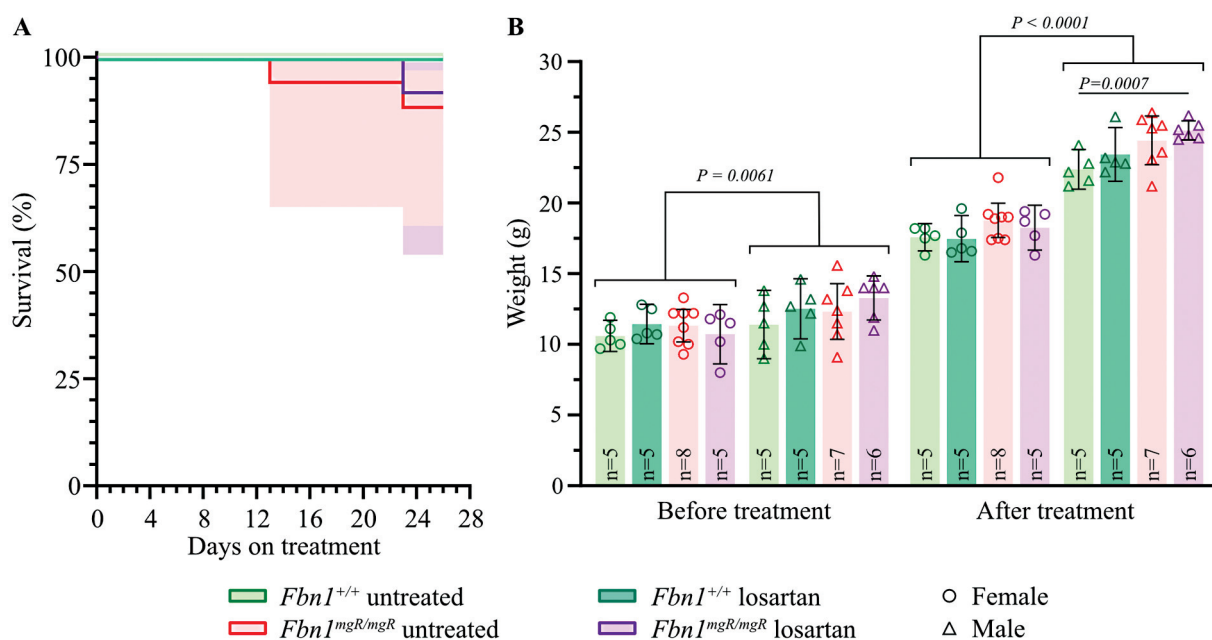 A
Survival (%)
100
75
50
25
0
0 4 8 12 16 20 24 28
Days on treatment
B
Weight (g)
30
25
20
15
10
5
0
P = 0.0061
P < 0.0001
P=0.0007
n=5 n=5 n=8 n=5 n=5 n=5 n=7 n=6 n=5 n=5 n=8 n=5 n=5 n=5 n=7 n=6
Before treatment After treatment
Fbn1+/+ untreated Fbn1+/+ losartan Female
Fbn1mgR/mgR untreated Fbn1mgR/mgR losartan Male